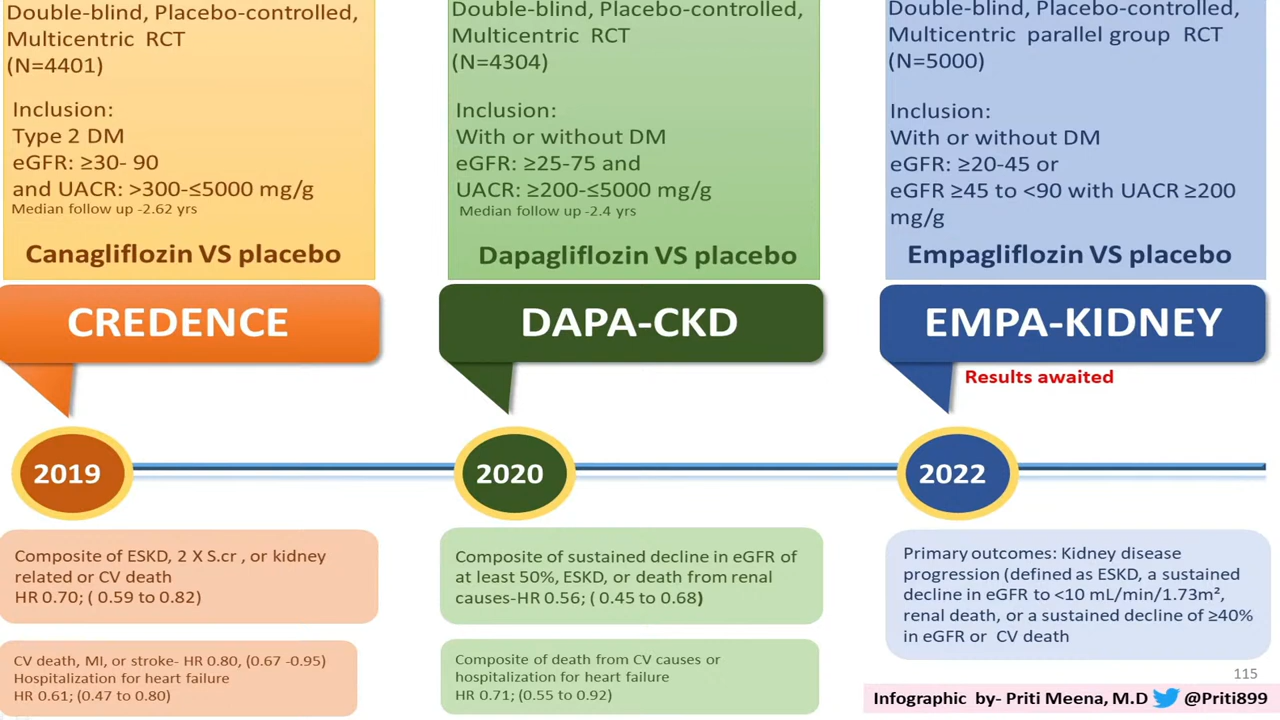 Double-blind, Placebo-controlled,
Multicentric RCT
(N=4401)
Inclusion:
Type 2 DM
eGFR: ≥30- 90
and UACR: >300-≤5000 mg/g
Median follow up -2.62 yrs
Canagliflozin VS placebo
CREDENCE
2019
Composite of ESKD, 2 X S.cr , or kidney
related or CV death
HR 0.70; ( 0.59 to 0.82)
CV death, MI, or stroke- HR 0.80, (0.67 -0.95)
Hospitalization for heart failure
HR 0.61; (0.47 to 0.80)
Double-blind, Placebo-controlled,
Multicentric RCT
(N=4304)
Inclusion:
With or without DM
eGFR: ≥25-75 and
UACR: ≥200-≤5000 mg/g
Median follow up -2.4 yrs
Dapagliflozin VS placebo
DAPA-CKD
2020
Composite of sustained decline in eGFR of
at least 50%, ESKD, or death from renal
causes-HR 0.56; ( 0.45 to 0.68)
Composite of death from CV causes or
hospitalization for heart failure
HR 0.71; (0.55 to 0.92)
Double-blind, Placebo-controlled,
Multicentric parallel group RCT
(N=5000)
Inclusion:
With or without DM
eGFR: ≥20-45 or
eGFR ≥45 to <90 with UACR ≥200
mg/g
Empagliflozin VS placebo
EMPA-KIDNEY
Results awaited
2022
Primary outcomes: Kidney disease
progression (defined as ESKD, a sustained
decline in eGFR to <10 mL/min/1.73m²,
renal death, or a sustained decline of ≥40%
in eGFR or CV death
115
Infographic by- Priti Meena, M.D @Priti899